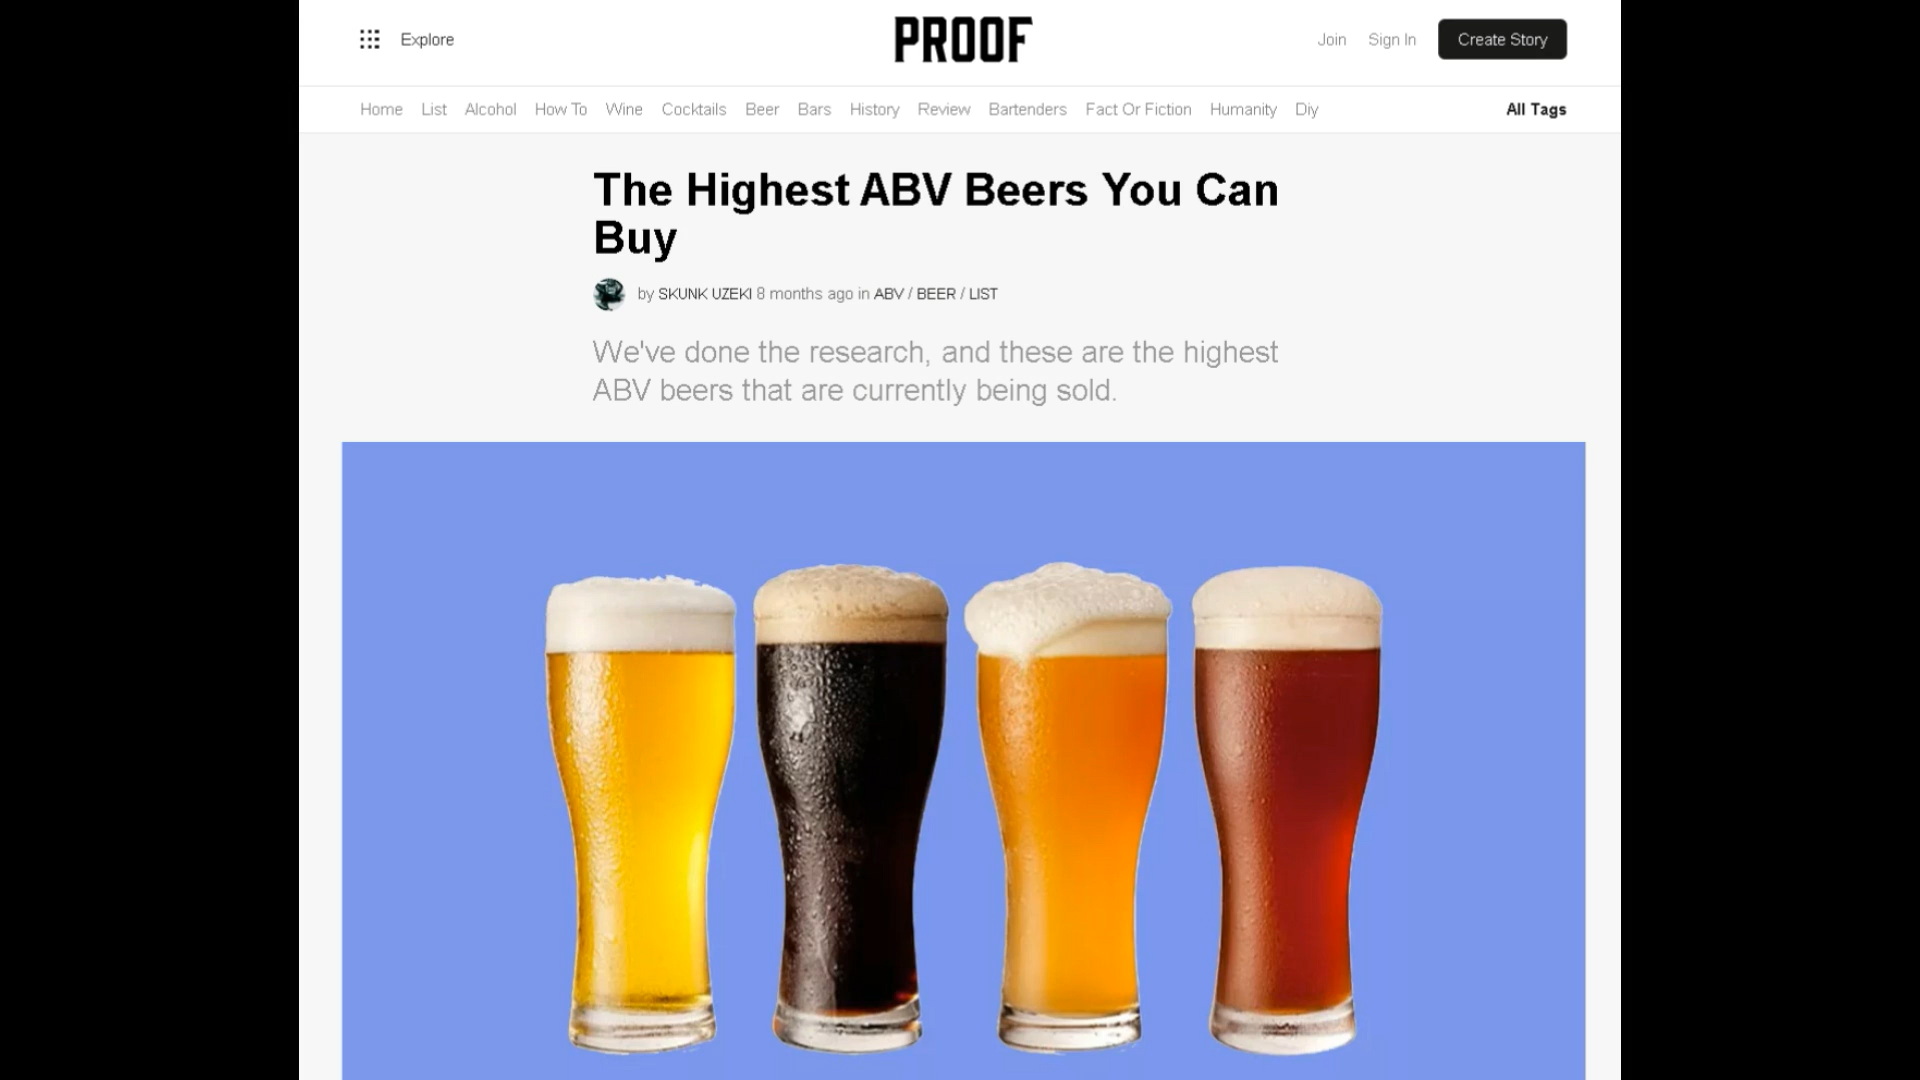 Explore
PROOF
Join Sign In Create Story
Home List Alcohol How To Wine Cocktails Beer Bars History Review Bartenders Fact Or Fiction Humanity Diy All Tags
The Highest ABV Beers You Can
Buy
by SKUNK UZEKI 8 months ago in ABV / BEER / LIST
We've done the research, and these are the highest
ABV beers that are currently being sold.